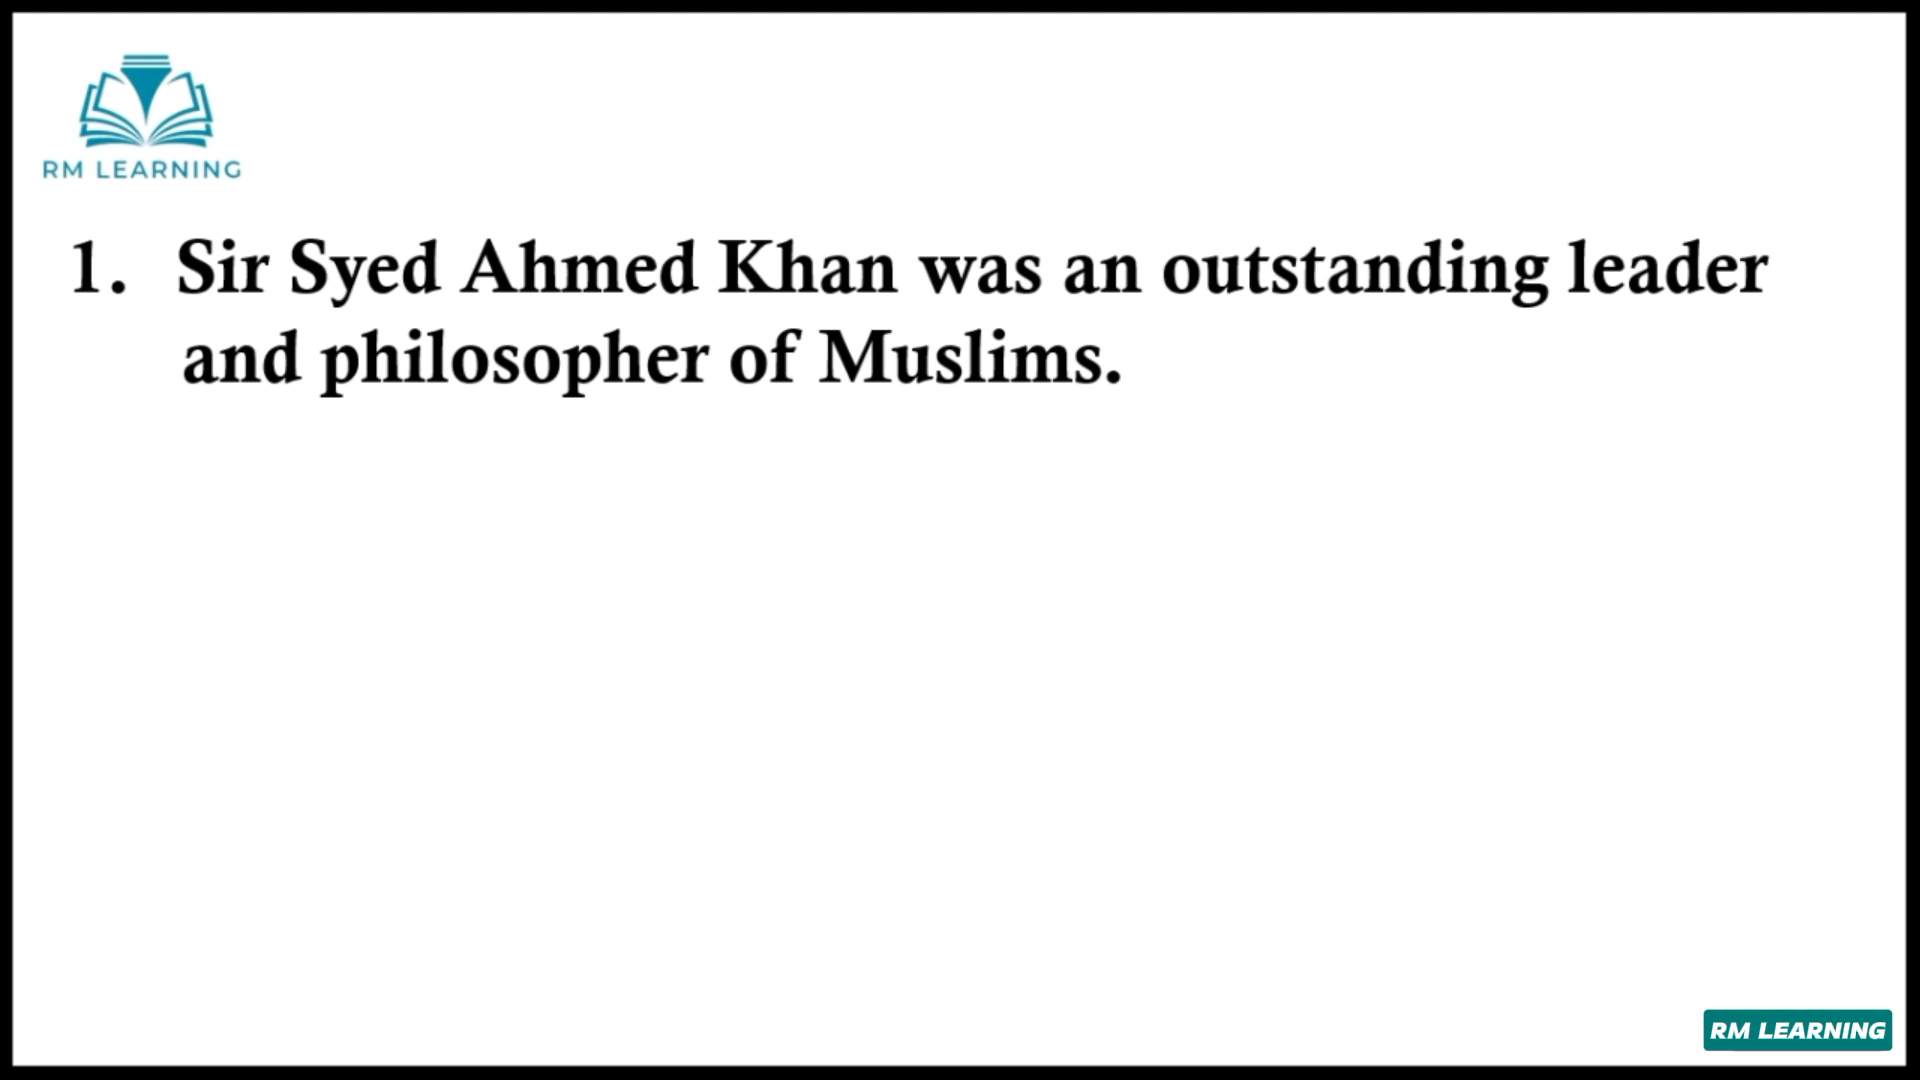 RM LEARNING
1. Sir Syed Ahmed Khan was an outstanding leader
and philosopher of Muslims.
RM LEARNING